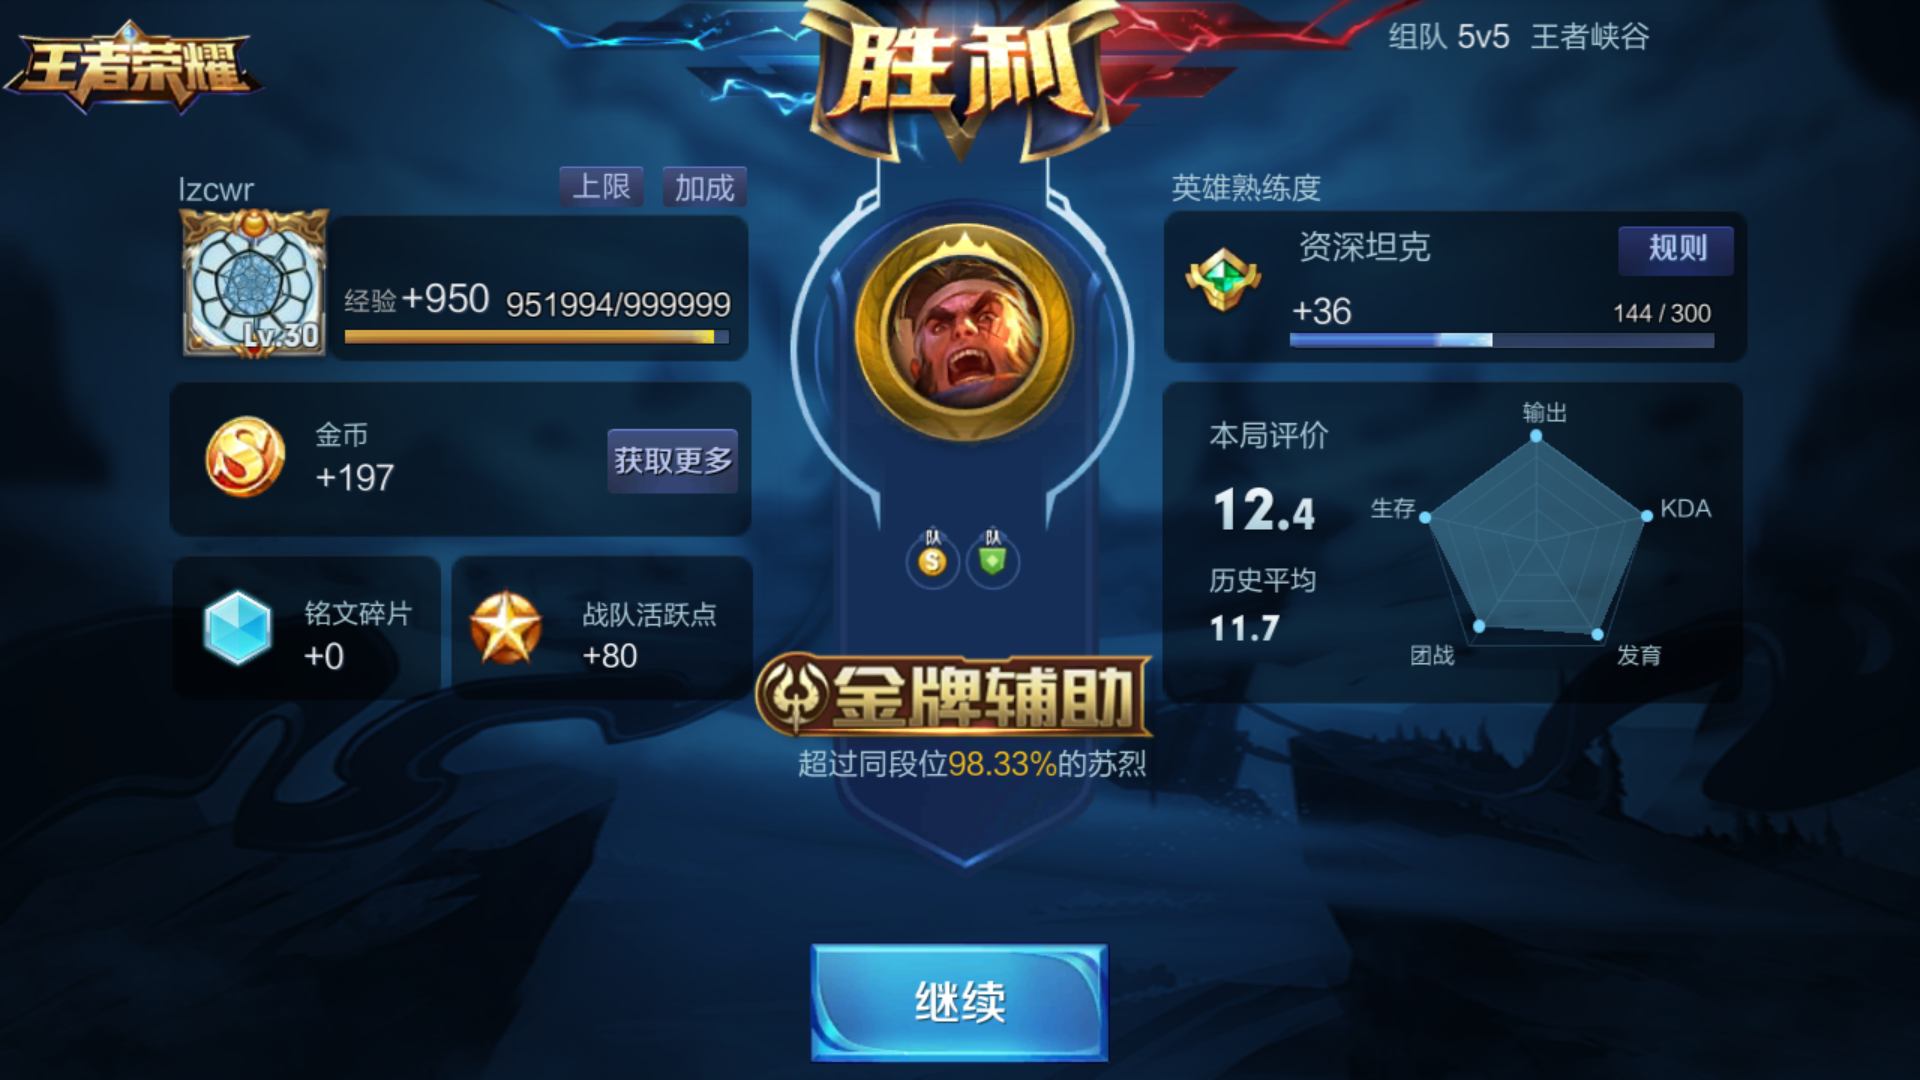 王者荣耀
胜利
组队 5v5 王者峡谷
lzcwr
上限
加成
Lv.30
经验 +950 951994/999999
金币
+197
获取更多
铭文碎片
+0
战队活跃点
+80
队
队
S
金牌辅助
超过同段位98.33%的苏烈
英雄熟练度
资深坦克
规则
+36
144 / 300
本局评价
12.4
历史平均
11.7
输出
生存
KDA
团战
发育
继续